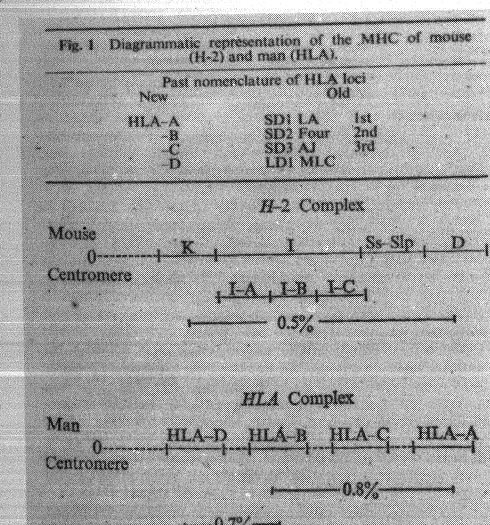 Fig. 1 Diagrammatic representation of the MHC of mouse
(H-2) and man (HLA).
Past nomenclature of HLA loci
New Old
HLA-A SD1 LA 1st
-B SD2 Four 2nd
-C SD3 AJ 3rd
-D LD1 MLC
H-2 Complex
Mouse
0 K I Ss-Slp D
Centromere
I-A I-B I-C
0.5%
HLA Complex
Man
0 HLA-D HLA-B HLA-C HLA-A
Centromere
0.8%
0.7%